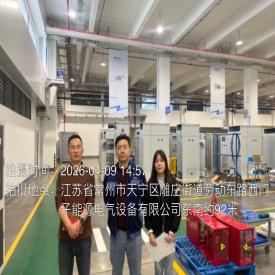 拍摄时间：2026-04-09 14:57
拍摄地点：江苏省常州市天宁区雕庄街道劳动东路西
子能源电气设备有限公司东南约92米